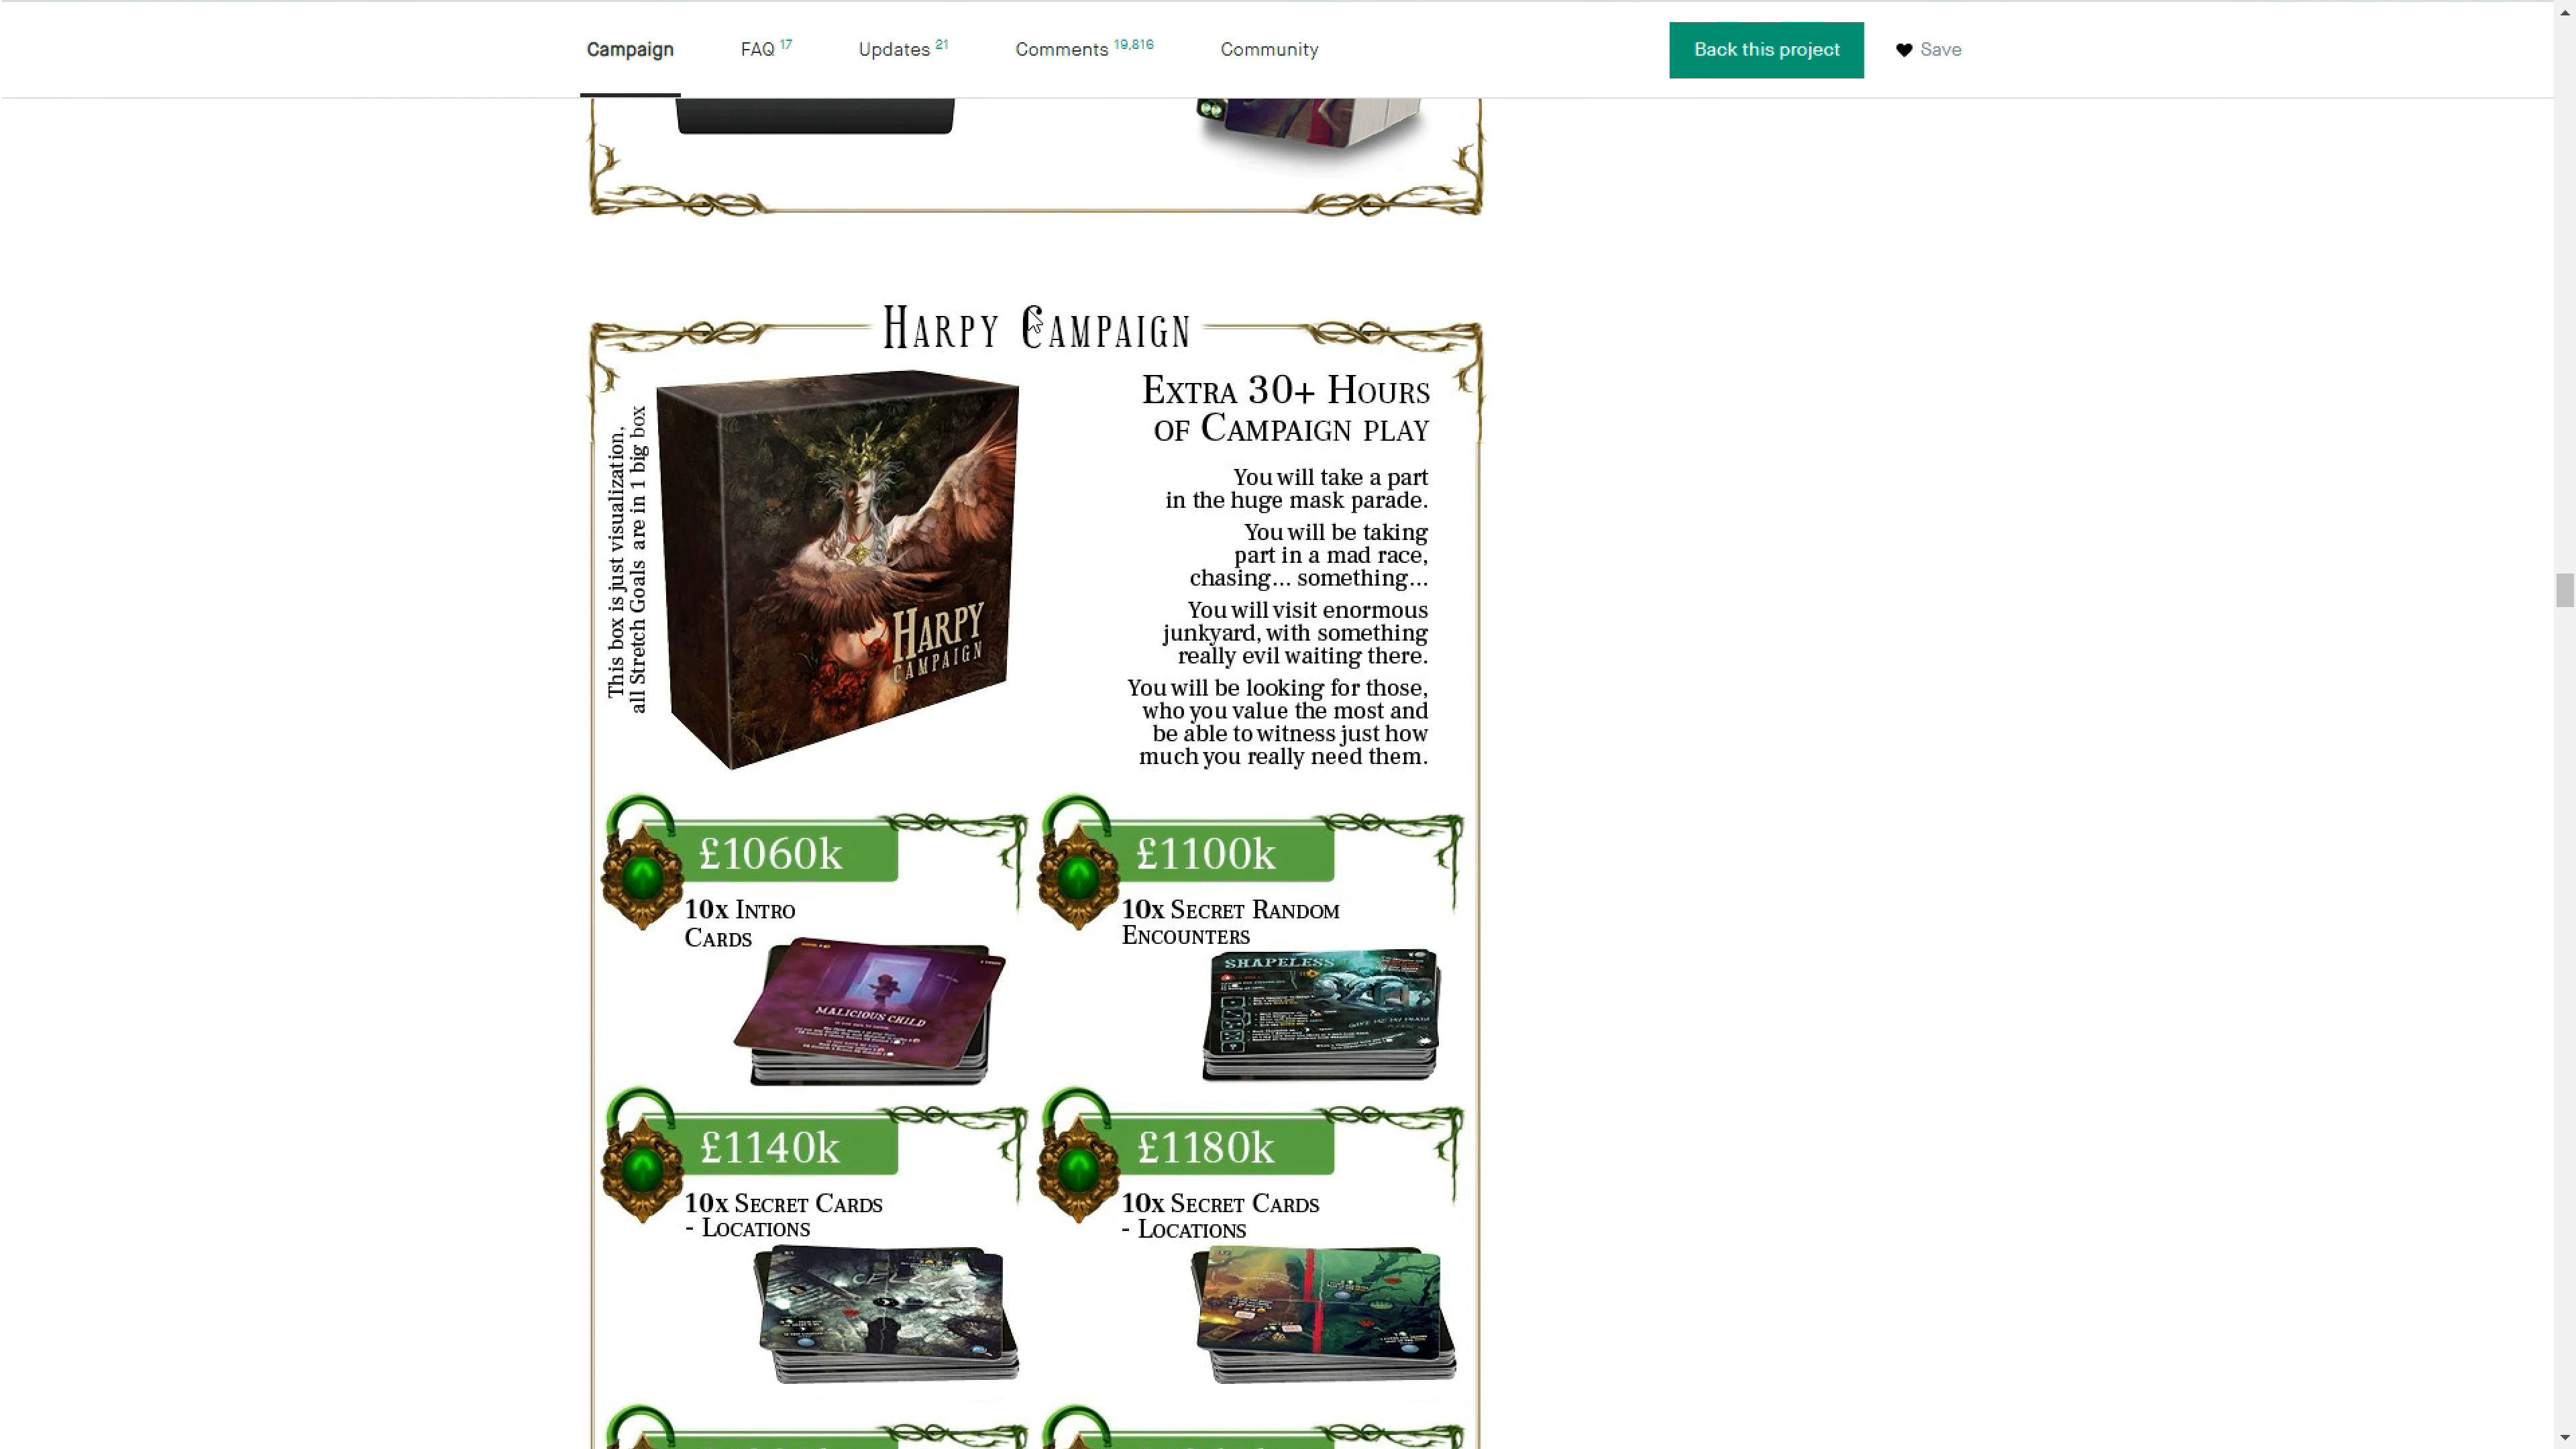 Campaign
FAQ 17
Updates 21
Comments 19,816
Community
Back this project
Save
HARPY CAMPAIGN
This box is just visualization,
all Stretch Goals are in 1 big box
HARPY
CAMPAIGN
EXTRA 30+ HOURS
OF CAMPAIGN PLAY
You will take a part
in the huge mask parade.
You will be taking
part in a mad race,
chasing... something...
You will visit enormous
junkyard, with something
really evil waiting there.
You will be looking for those,
who you value the most and
be able to witness just how
much you really need them.
£1060k
10x INTRO
CARDS
MALICIOUS CHILD
£1100k
10x SECRET RANDOM
ENCOUNTERS
SHAPELESS
£1140k
10x SECRET CARDS
- LOCATIONS
£1180k
10x SECRET CARDS
- LOCATIONS